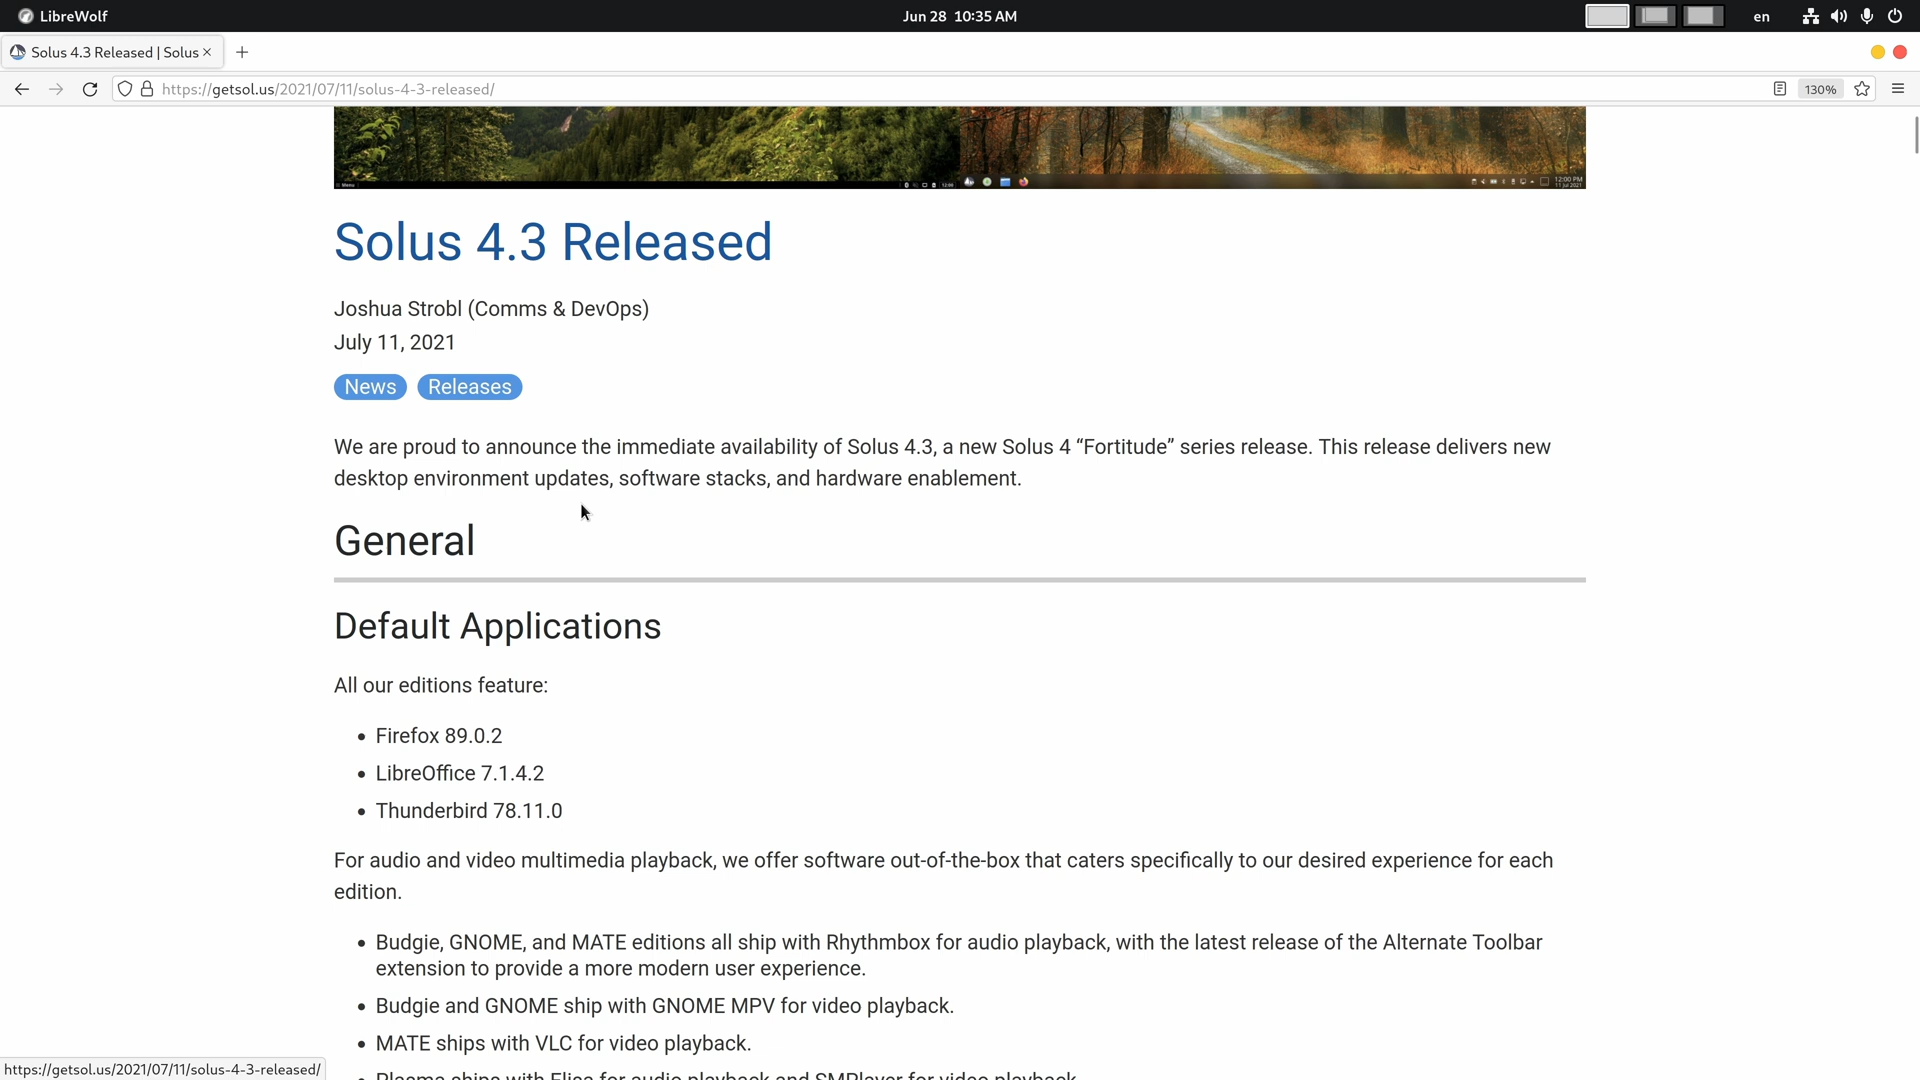 LibreWolf
Jun 28 10:35 AM
en
Solus 4.3 Released | Solus
https://getsol.us/2021/07/11/solus-4-3-released/
130%
Menu
12:00
12:00 PM
11 Jul 2021
Solus 4.3 Released
Joshua Strobl (Comms & DevOps)
July 11, 2021
News Releases
We are proud to announce the immediate availability of Solus 4.3, a new Solus 4 “Fortitude” series release. This release delivers new
desktop environment updates, software stacks, and hardware enablement.
General
Default Applications
All our editions feature:
• Firefox 89.0.2
• LibreOffice 7.1.4.2
• Thunderbird 78.11.0
For audio and video multimedia playback, we offer software out-of-the-box that caters specifically to our desired experience for each
edition.
• Budgie, GNOME, and MATE editions all ship with Rhythmbox for audio playback, with the latest release of the Alternate Toolbar
extension to provide a more modern user experience.
• Budgie and GNOME ship with GNOME MPV for video playback.
• MATE ships with VLC for video playback.
• Plasma ships with Elisa for audio playback and SMPlayer for video playback.
https://getsol.us/2021/07/11/solus-4-3-released/